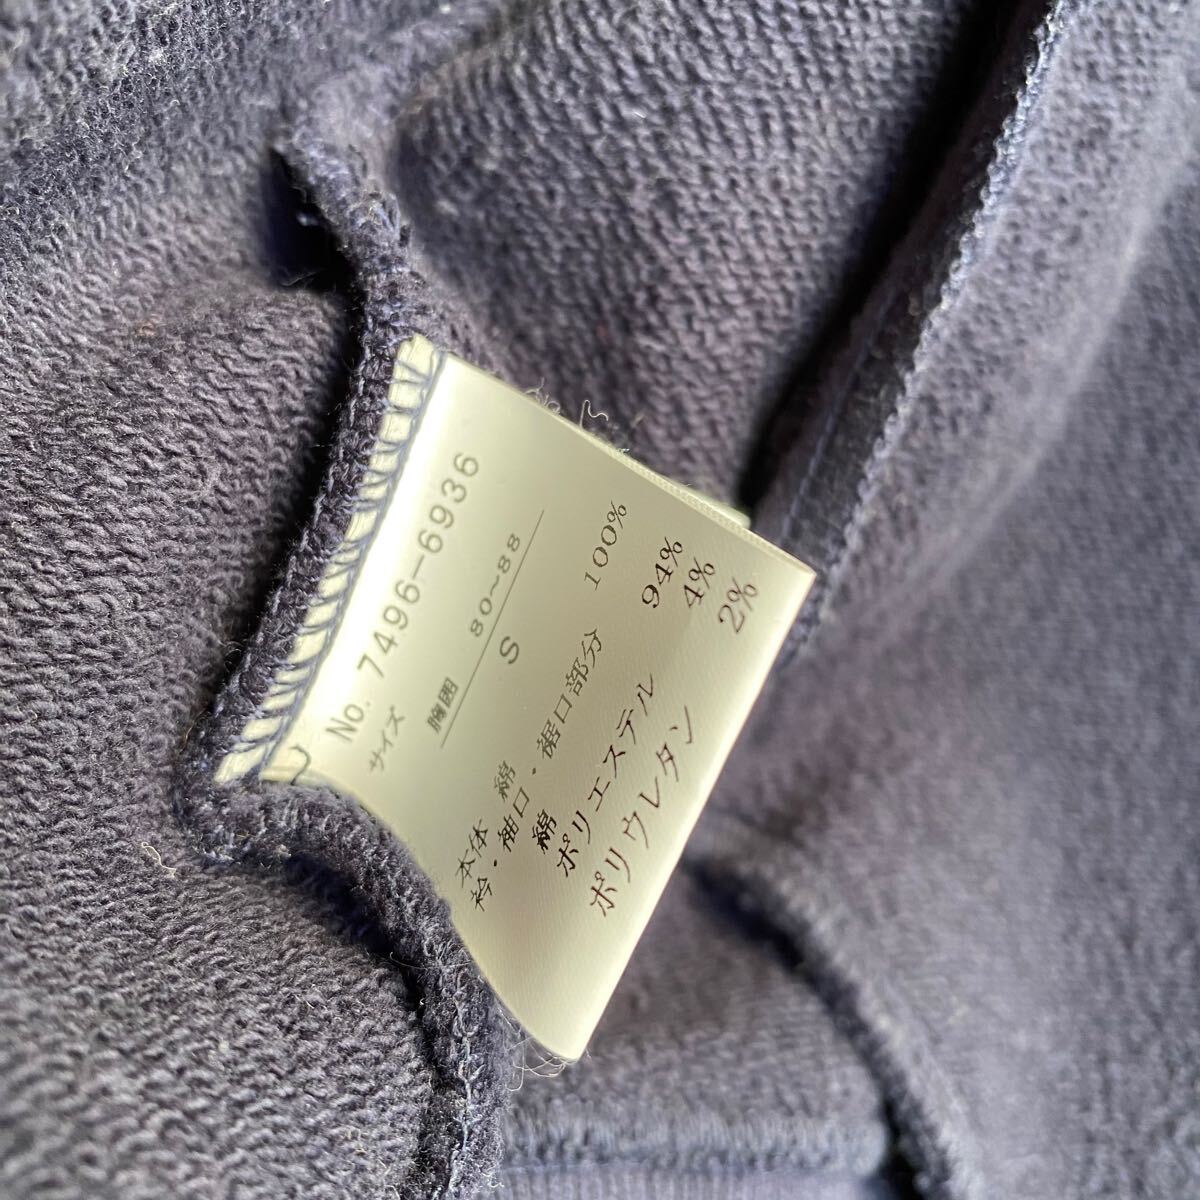 No. 7496-6936
サイズ
胸囲 80~88
S
本体 綿 100%
衿・袖口・裾口部分
綿 94%
ポリエステル 4%
ポリウレタン 2%